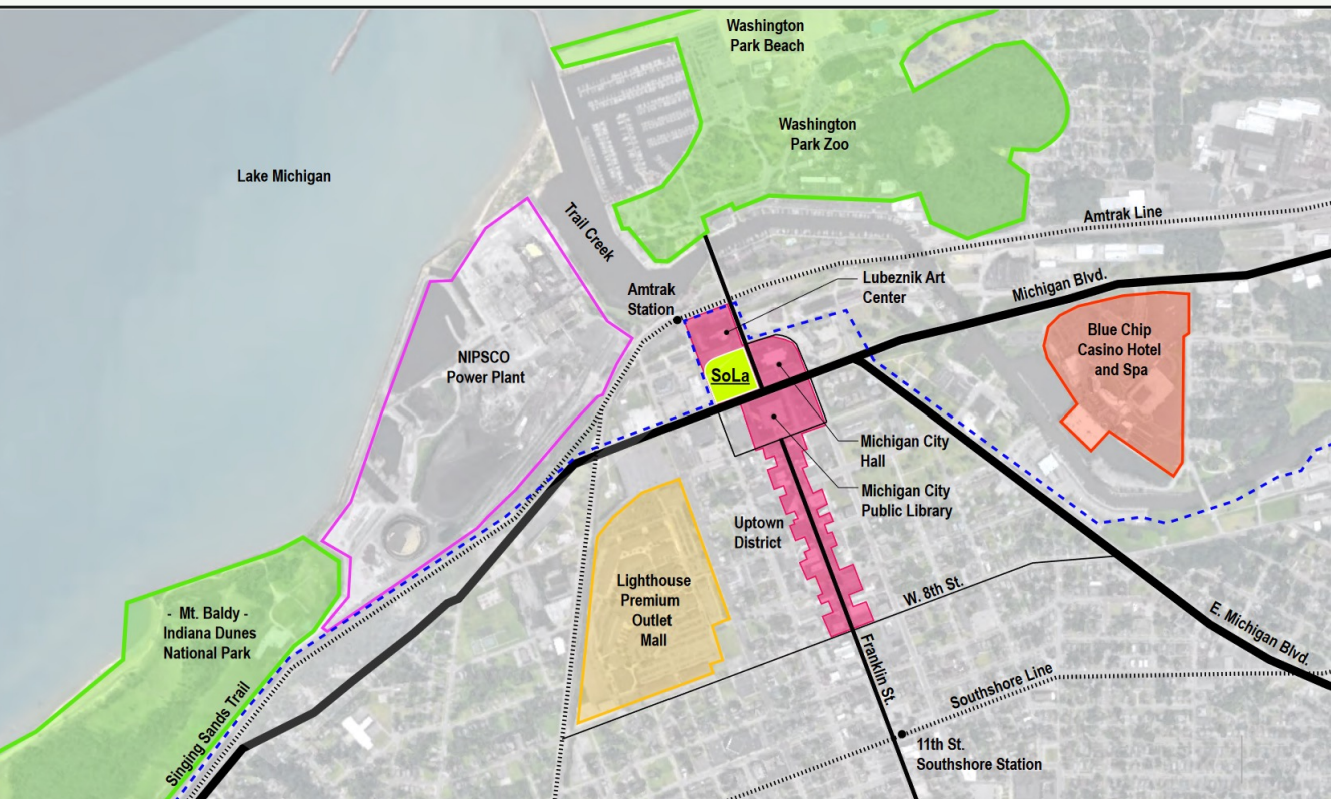 Washington
Park Beach
Washington
Park Zoo
Lake Michigan
Trail Creek
Amtrak Line
Amtrak
Station
Lubeznik Art
Center
Michigan Blvd.
Blue Chip
Casino Hotel
and Spa
NIPSCO
Power Plant
SoLa
Michigan City
Hall
Michigan City
Public Library
Uptown
District
Lighthouse
Premium
Outlet
Mall
W. 8th St.
- Mt. Baldy -
Indiana Dunes
National Park
E. Michigan Blvd.
Franklin St.
Southshore Line
Singing Sands Trail
11th St.
Southshore Station